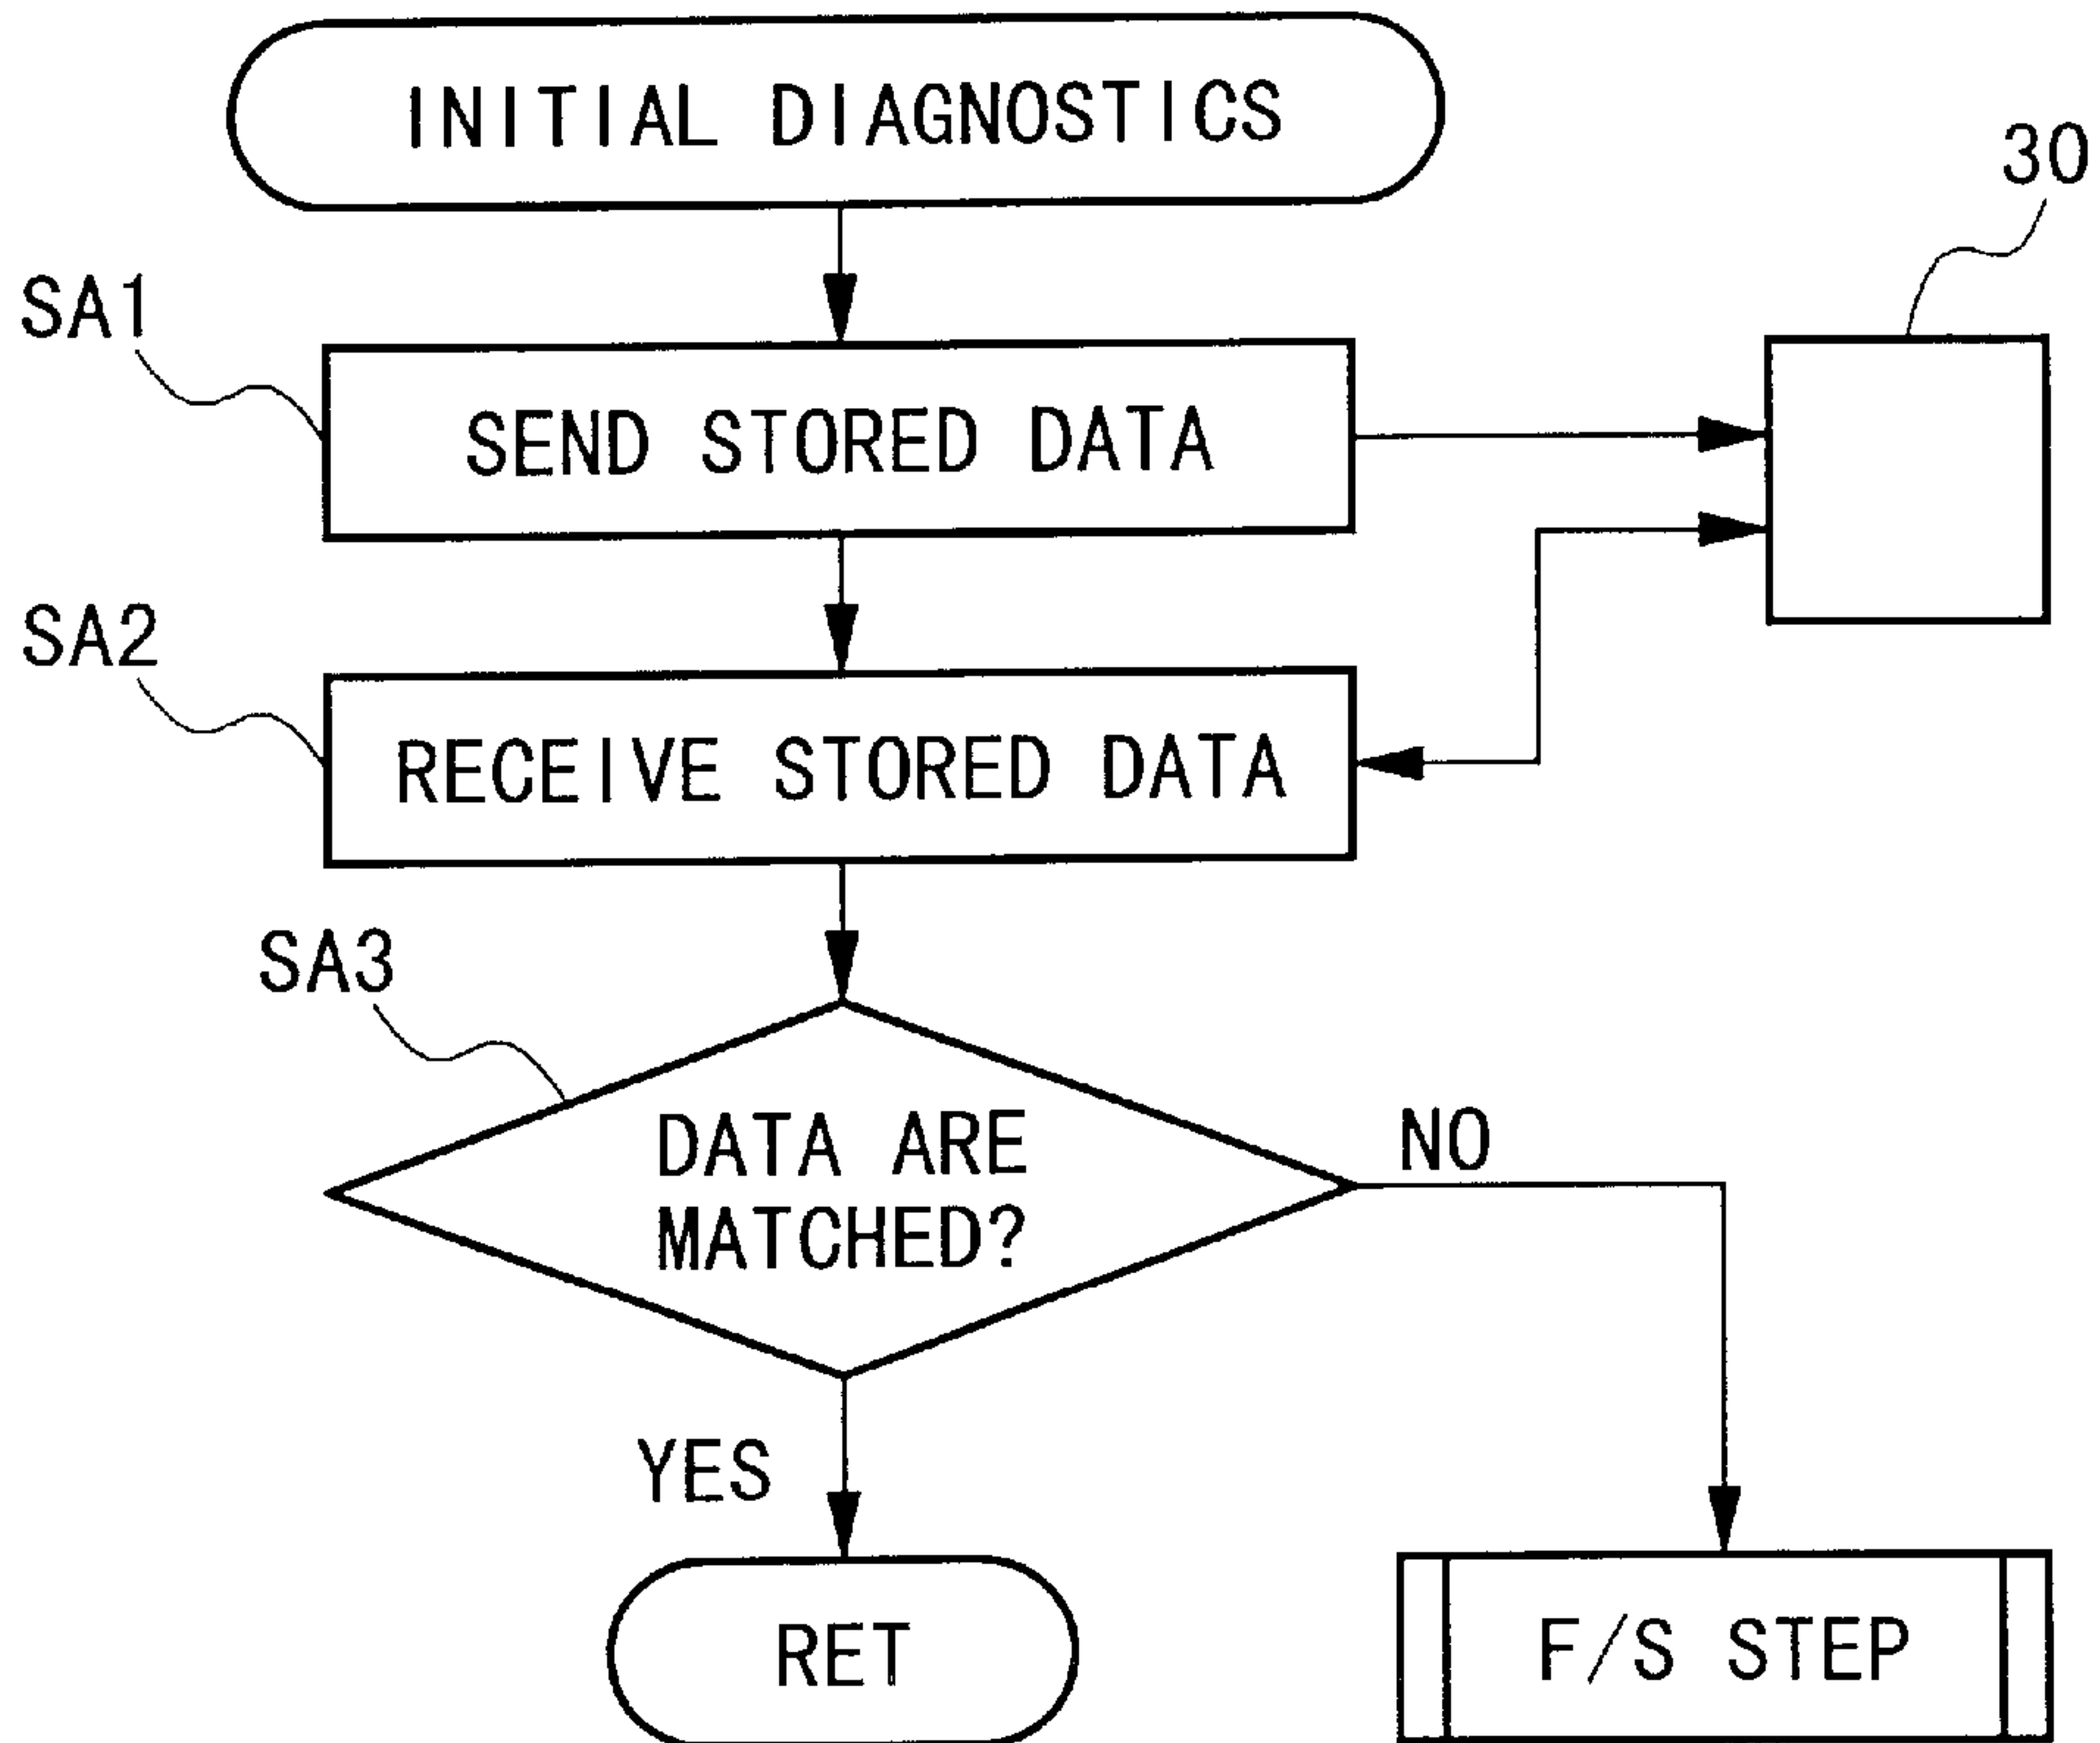 INITIAL DIAGNOSTICS
30
SA1
SEND STORED DATA
SA2
RECEIVE STORED DATA
SA3
DATA ARE
MATCHED?
NO
YES
RET
F/S STEP